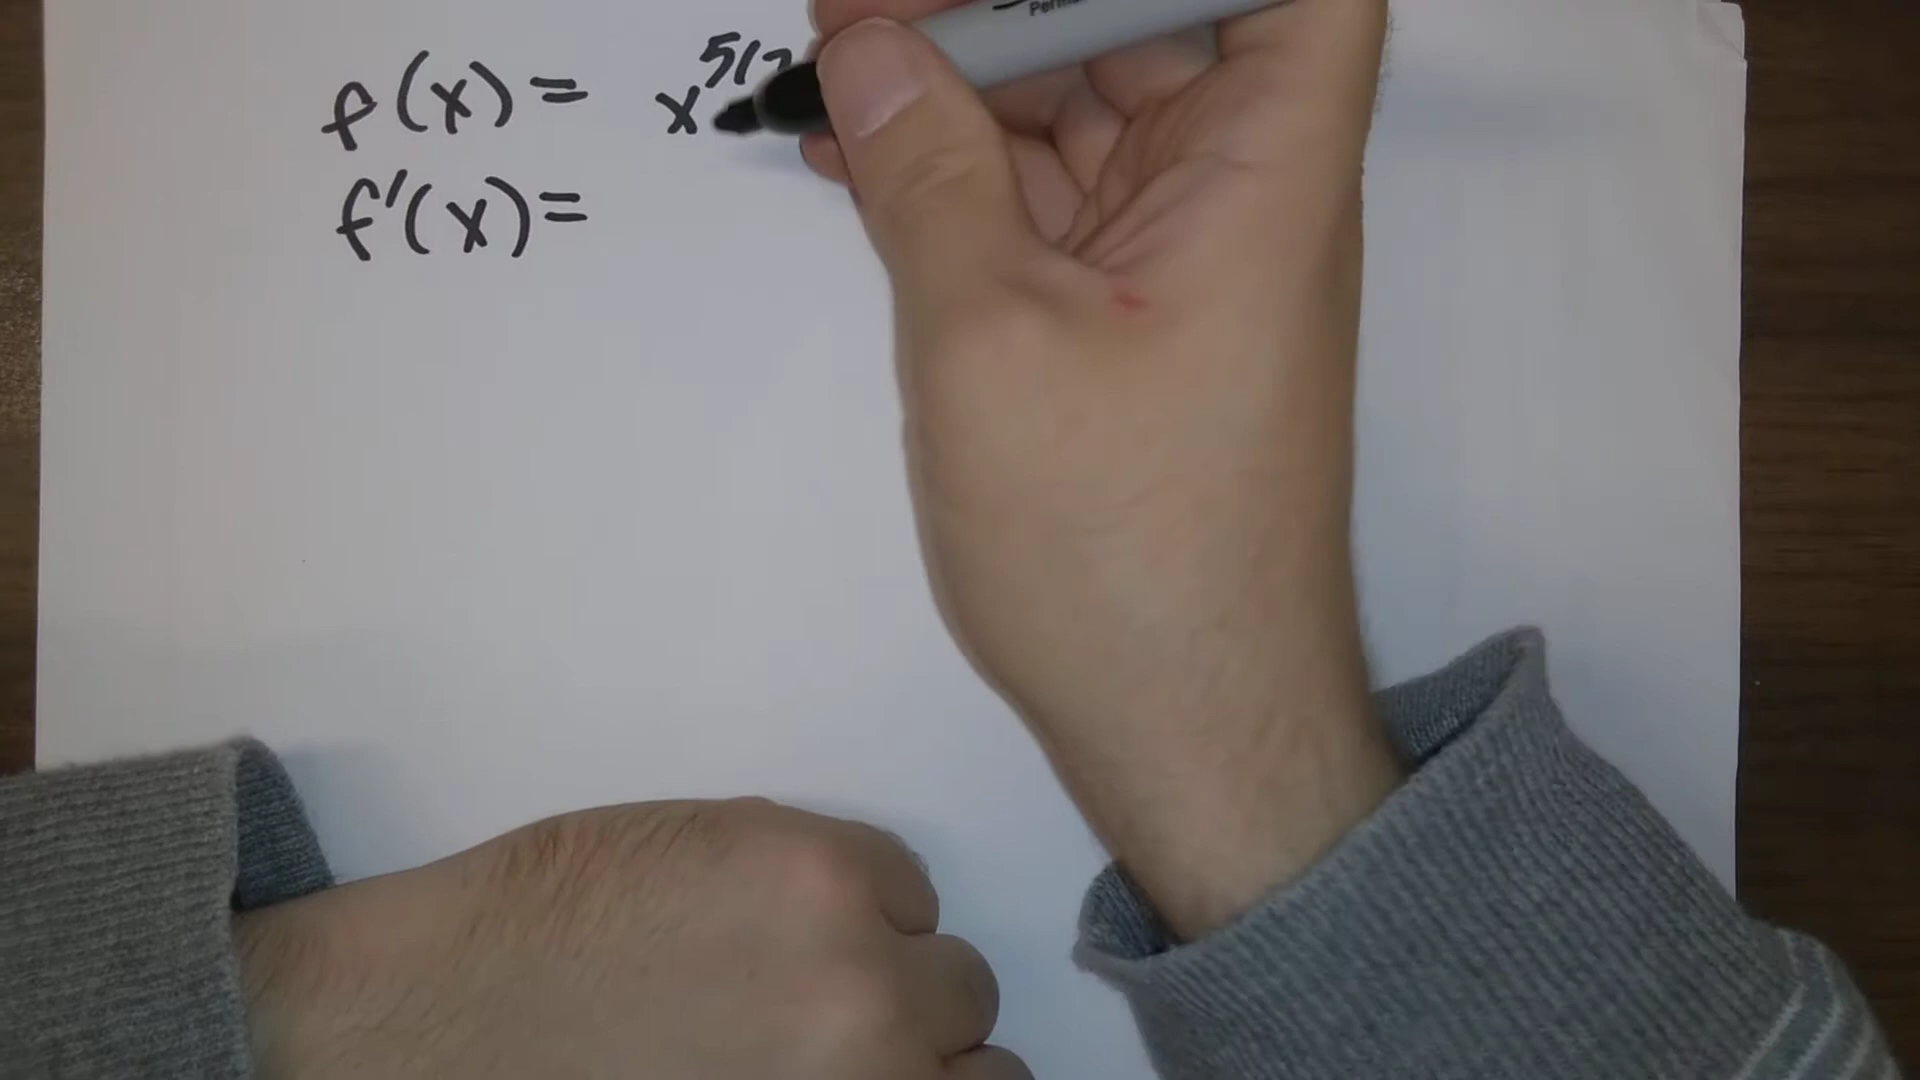 f(x) = x^5/
f'(x) =